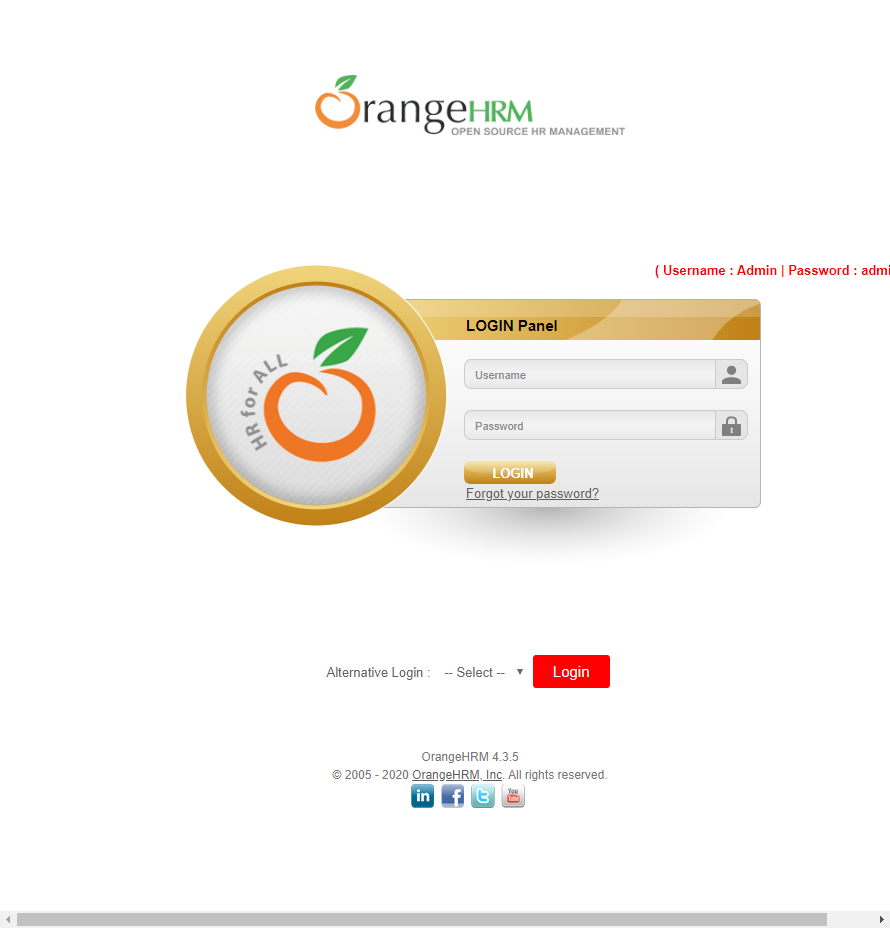 OrangeHRM
OPEN SOURCE HR MANAGEMENT
( Username : Admin | Password :
LOGIN Panel
HR for ALL
Username
Password
LOGIN
Forgot your password?
Alternative Login : -- Select -- Login
OrangeHRM 4.3.5
© 2005 - 2020 OrangeHRM, Inc. All rights reserved.
in f t You Tube